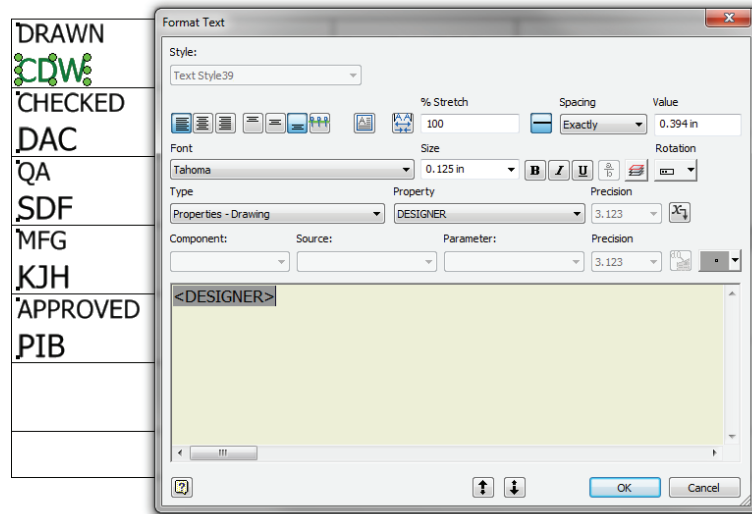 DRAWN
CDW
CHECKED
DAC
QA
SDF
MFG
KJH
APPROVED
PIB
Format Text
Style:
Text Style39
% Stretch Spacing Value
100 Exactly 0.394 in
Font Size Rotation
Tahoma 0.125 in B I U
Type Property Precision
Properties - Drawing DESIGNER 3.123
Component: Source: Parameter: Precision
3.123
<DESIGNER>
OK Cancel